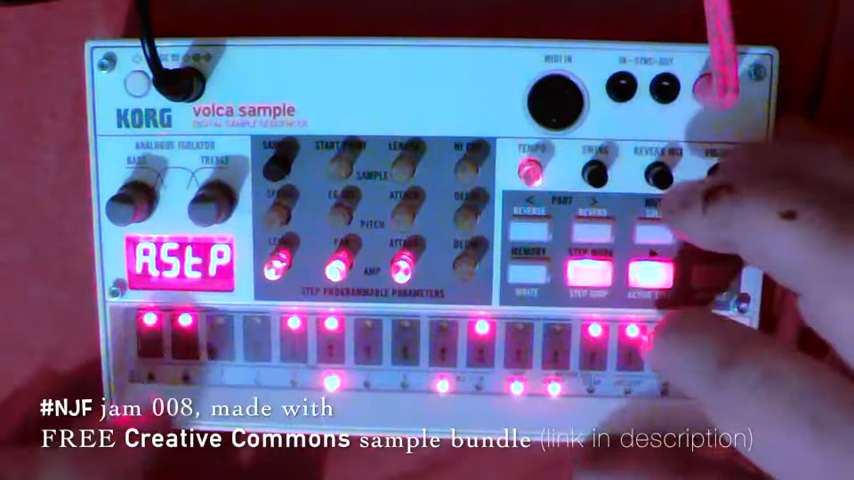 MIDI IN
IN-SYNC-OUT
KORG
volca sample
DIGITAL SAMPLE SEQUENCER
ANALOGUE ISOLATOR
BASS
TREBLE
START POINT
LENGTH
HI CUT
TEMPO
SWING
REVERB MIX
SAMPLE
< PART >
ATTACK
PITCH
REVERSE
REVERB
LEVEL
PAN
AMP
MEMORY
STEP MODE
WRITE
STEP JUMP
AStP
STEP PROGRAMMABLE PARAMETERS
#NJF jam 008, made with
FREE Creative Commons sample bundle (link in description)